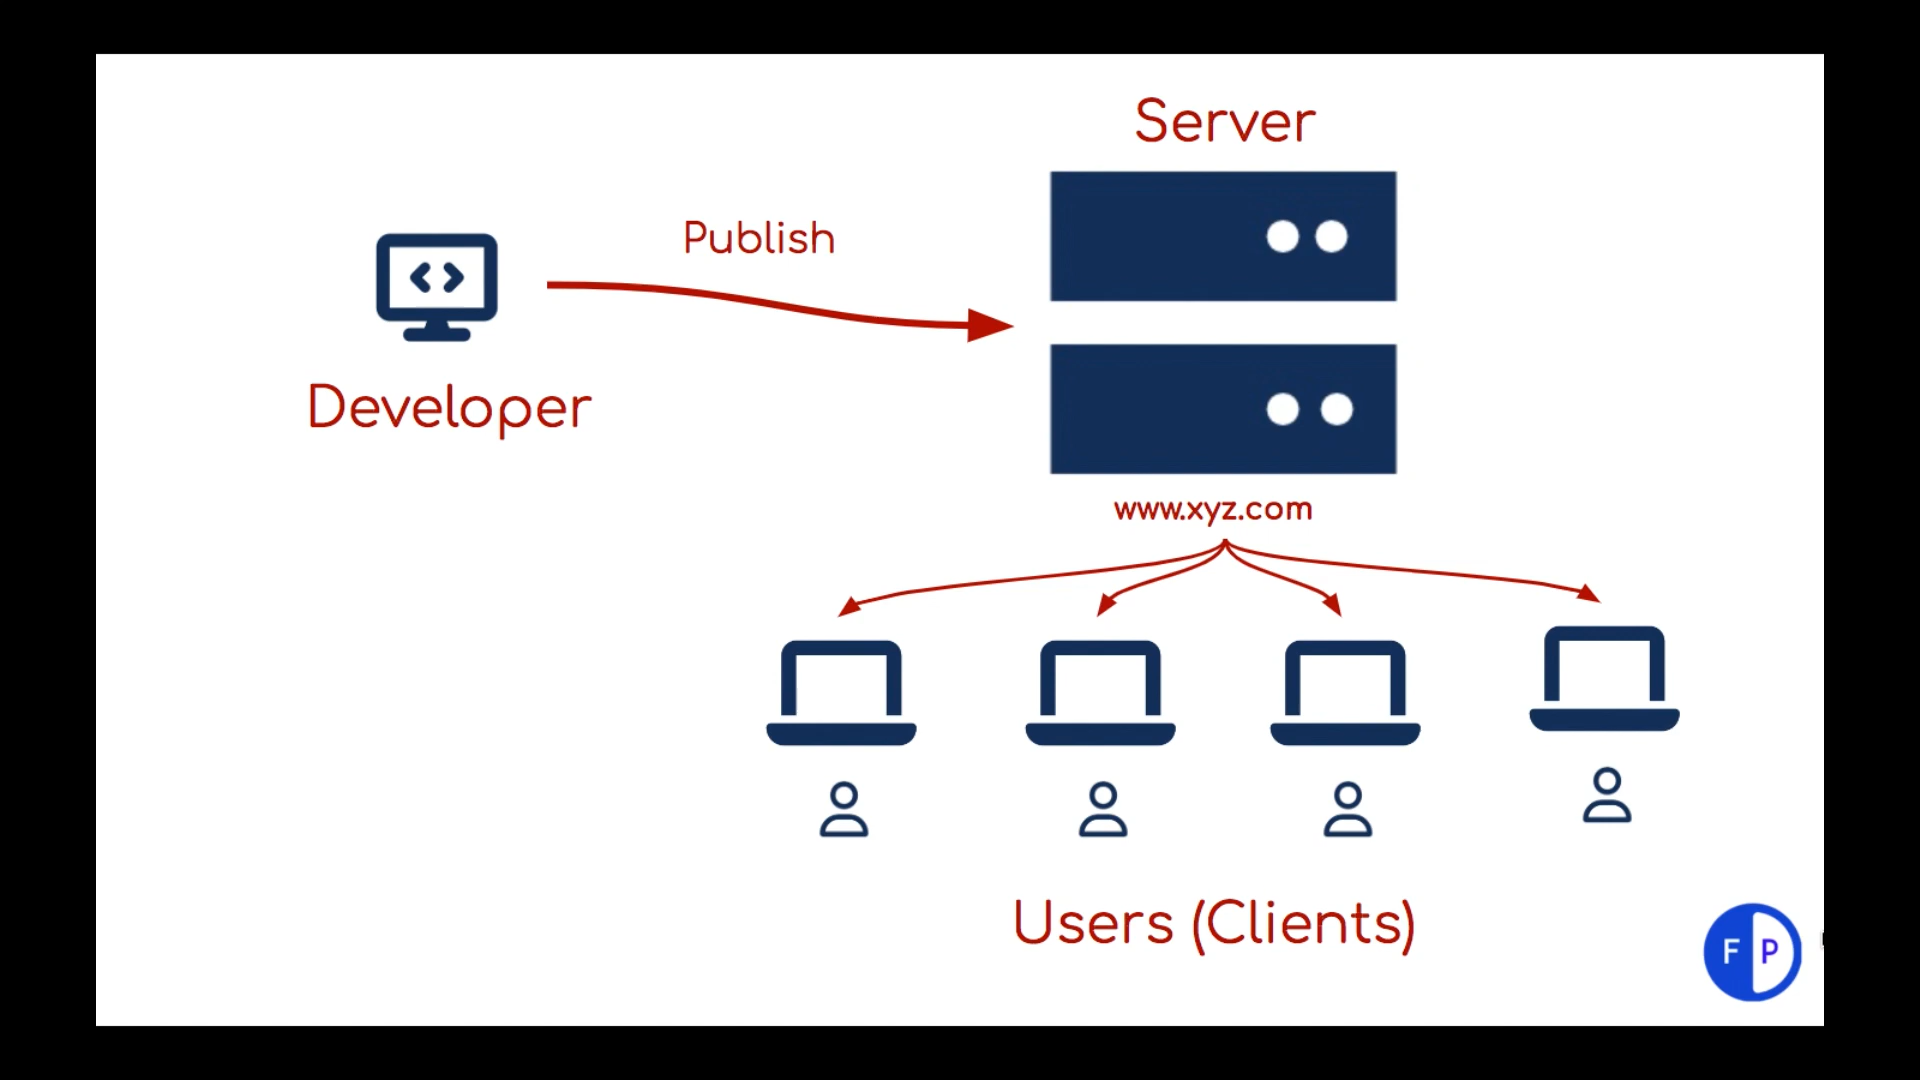 Server
Publish
Developer
www.xyz.com
Users (Clients)
F P